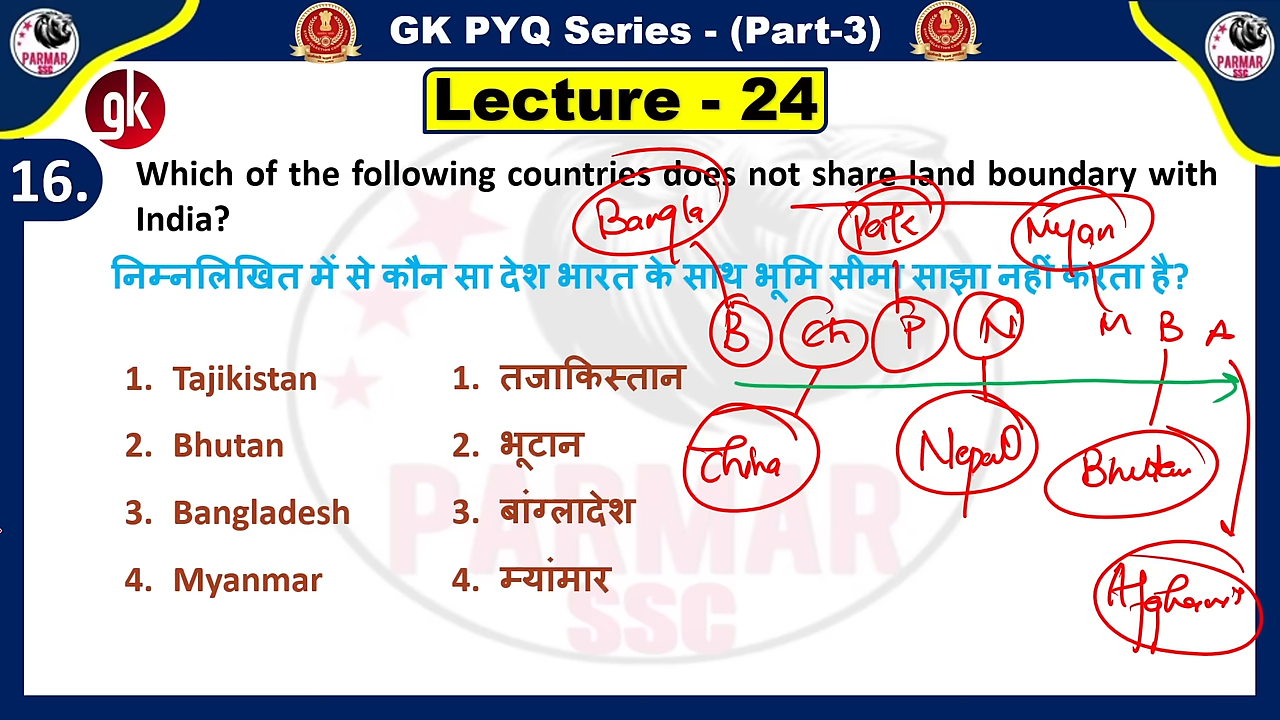 GK PYQ Series - (Part-3)
PARMAR
SSC
PARMAR
SSC
gk
Lecture - 24
16.
Which of the following countries does not share land boundary with
India?
Bangla
Pak
Myan
निम्नलिखित में से कौन सा देश भारत के साथ भूमि सीमा साझा नहीं करता है?
B Ch P N M B A
1. Tajikistan
1. तजाकिस्तान
2. Bhutan
2. भूटान
China
Nepal
Bhutan
3. Bangladesh
3. बांग्लादेश
4. Myanmar
4. म्यांमार
PARMAR
SSC